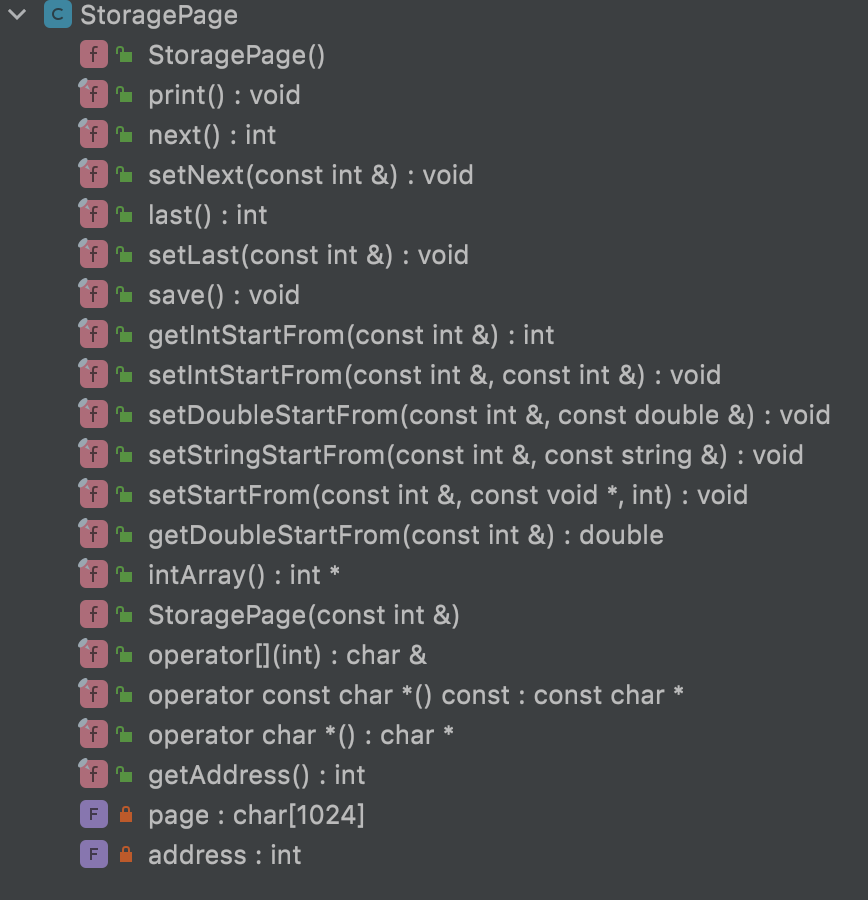 C StoragePage
f StoragePage()
f print() : void
f next() : int
f setNext(const int &) : void
f last() : int
f setLast(const int &) : void
f save() : void
f getIntStartFrom(const int &) : int
f setIntStartFrom(const int &, const int &) : void
f setDoubleStartFrom(const int &, const double &) : void
f setStringStartFrom(const int &, const string &) : void
f setStartFrom(const int &, const void *, int) : void
f getDoubleStartFrom(const int &) : double
f intArray() : int *
f StoragePage(const int &)
f operator[](int) : char &
f operator const char *() const : const char *
f operator char *() : char *
f getAddress() : int
F page : char[1024]
F address : int